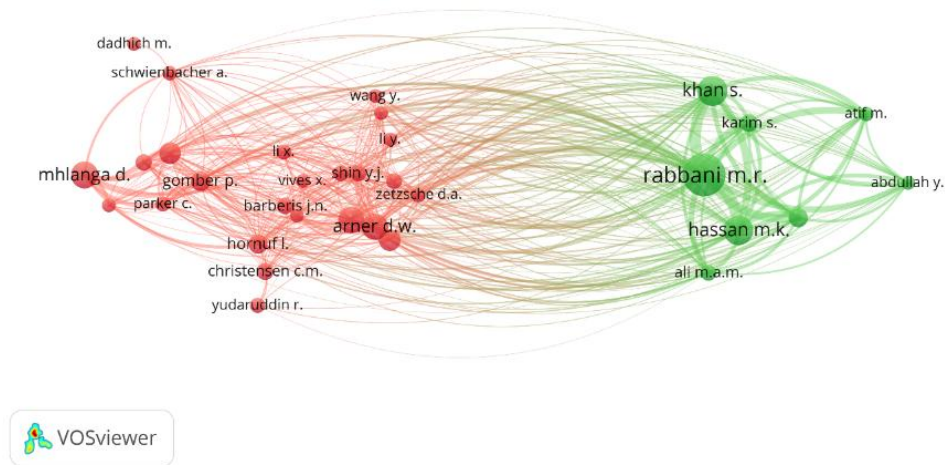 dadhich m.
schwienbacher a.
wang y.
khan s.
atif m.
karim s.
li y.
li x.
mhlanga d.
gomber p.
vives x.
shin y.j.
zetzsche d.a.
rabbani m.r.
abdullah y.
parker c.
barberis j.n.
arner d.w.
hassan m.k.
hornuf l.
christensen c.m.
ali m.a.m.
yudaruddin r.
VOSviewer